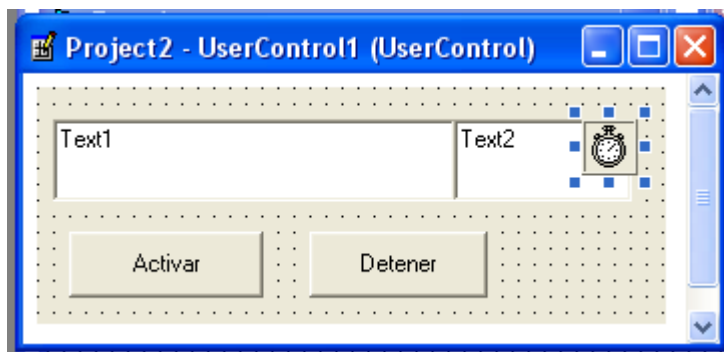 Project2 - UserControl1 (UserControl)
Text1 Text2
Activar Detener